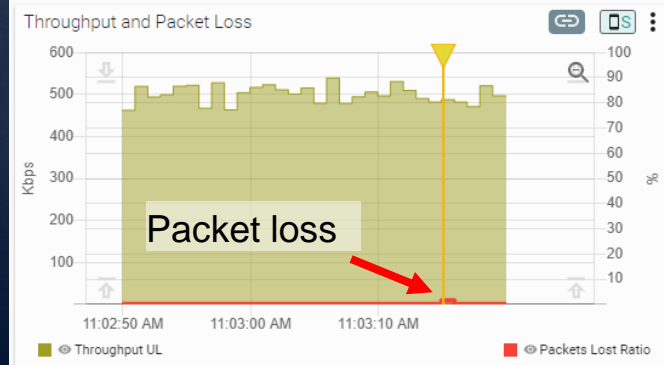 Throughput and Packet Loss
S
600
500
400
300
200
100
Kbps
100
90
80
70
60
50
40
30
20
10
%
Packet loss
11:02:50 AM 11:03:00 AM 11:03:10 AM
Throughput UL Packets Lost Ratio